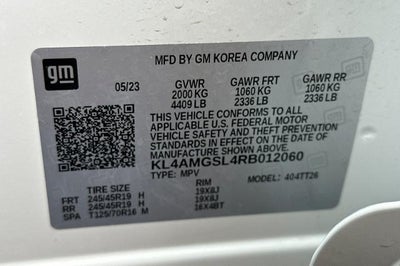 gm
MFD BY GM KOREA COMPANY
05/23 GVWR GAWR FRT GAWR RR
2000 KG 1060 KG 1060 KG
4409 LB 2336 LB 2336 LB
THIS VEHICLE CONFORMS TO ALL
APPLICABLE U.S. FEDERAL MOTOR
VEHICLE SAFETY AND THEFT PREVENTION
STANDARDS IN EFFECT ON THE DATE OF
MANUFACTURE SHOWN ABOVE.
KL4AMGSL4RB012060
TYPE: MPV MODEL: 404TT26
TIRE SIZE RIM
FRT 245/45R19 H 19X8J
RR 245/45R19 H 19X8J
SPA T125/70R16 M 16X4BT